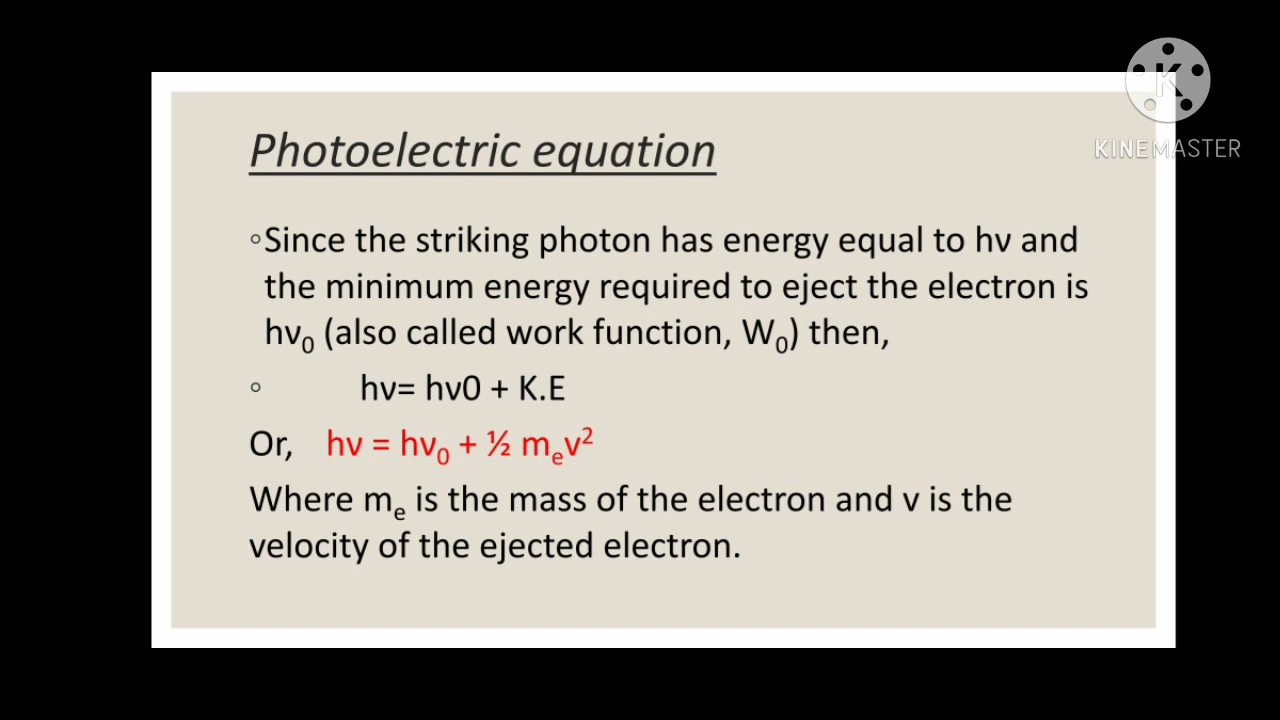 Photoelectric equation
◦Since the striking photon has energy equal to hν and
the minimum energy required to eject the electron is
hν₀ (also called work function, W₀) then,
◦ hν= hν0 + K.E
Or, hν = hν₀ + ½ mₑv²
Where mₑ is the mass of the electron and v is the
velocity of the ejected electron.
K
KINEMASTER